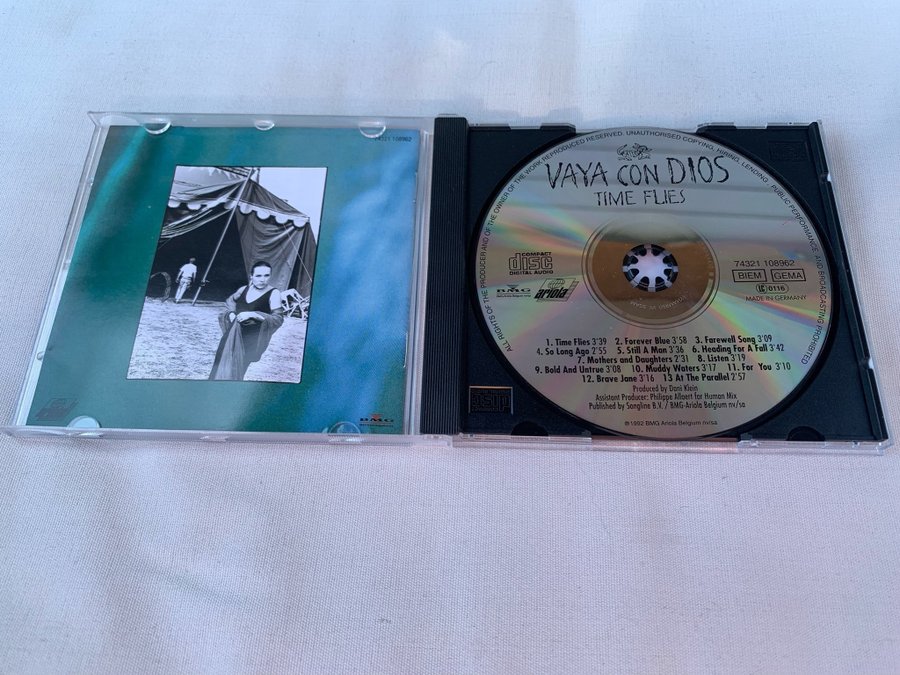 74321 108962
BMG
ALL RIGHTS OF THE PRODUCER AND OF THE OWNER OF THE WORK REPRODUCED RESERVED. UNAUTHORISED COPYING, HIRING, LENDING, PUBLIC PERFORMANCE AND BROADCASTING PROHIBITED
VAYA CON DIOS
TIME FLIES
COMPACT
disc
DIGITAL AUDIO
BMG
ariola
74321 108962
BIEM GEMA
LC 0116
MADE IN GERMANY
1. Time Flies 3'39 2. Forever Blue 3'58 3. Farewell Song 3'09
4. So Long Ago 2'55 5. Still A Man 3'36 6. Heading For A Fall 3'42
7. Mothers and Daughters 2'31 8. Listen 3'19
9. Bold And Untrue 3'08 10. Muddy Waters 3'17 11. For You 3'10
12. Brave Jane 3'16 13 At The Parallel 2'57
Produced by Dani Klein
Assistant Producer: Philippe Allaert for Human Mix
Published by Songline B.V. / BMG-Ariola Belgium nv/sa
℗ 1992 BMG Ariola Belgium nv/sa